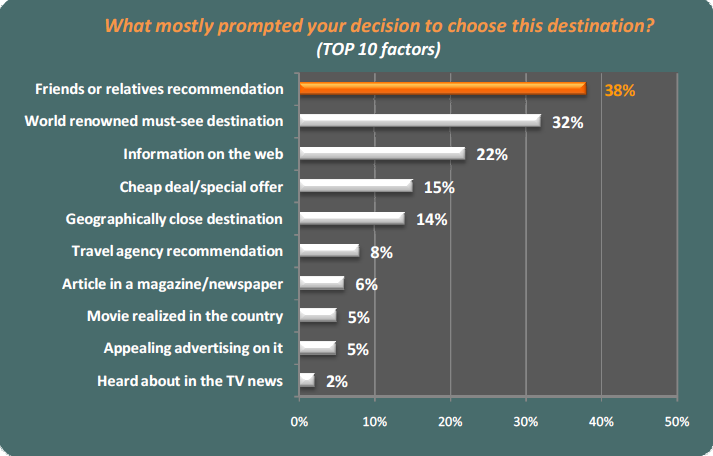 What mostly prompted your decision to choose this destination?
(TOP 10 factors)
Friends or relatives recommendation 38%
World renowned must-see destination 32%
Information on the web 22%
Cheap deal/special offer 15%
Geographically close destination 14%
Travel agency recommendation 8%
Article in a magazine/newspaper 6%
Movie realized in the country 5%
Appealing advertising on it 5%
Heard about in the TV news 2%
0% 10% 20% 30% 40% 50%